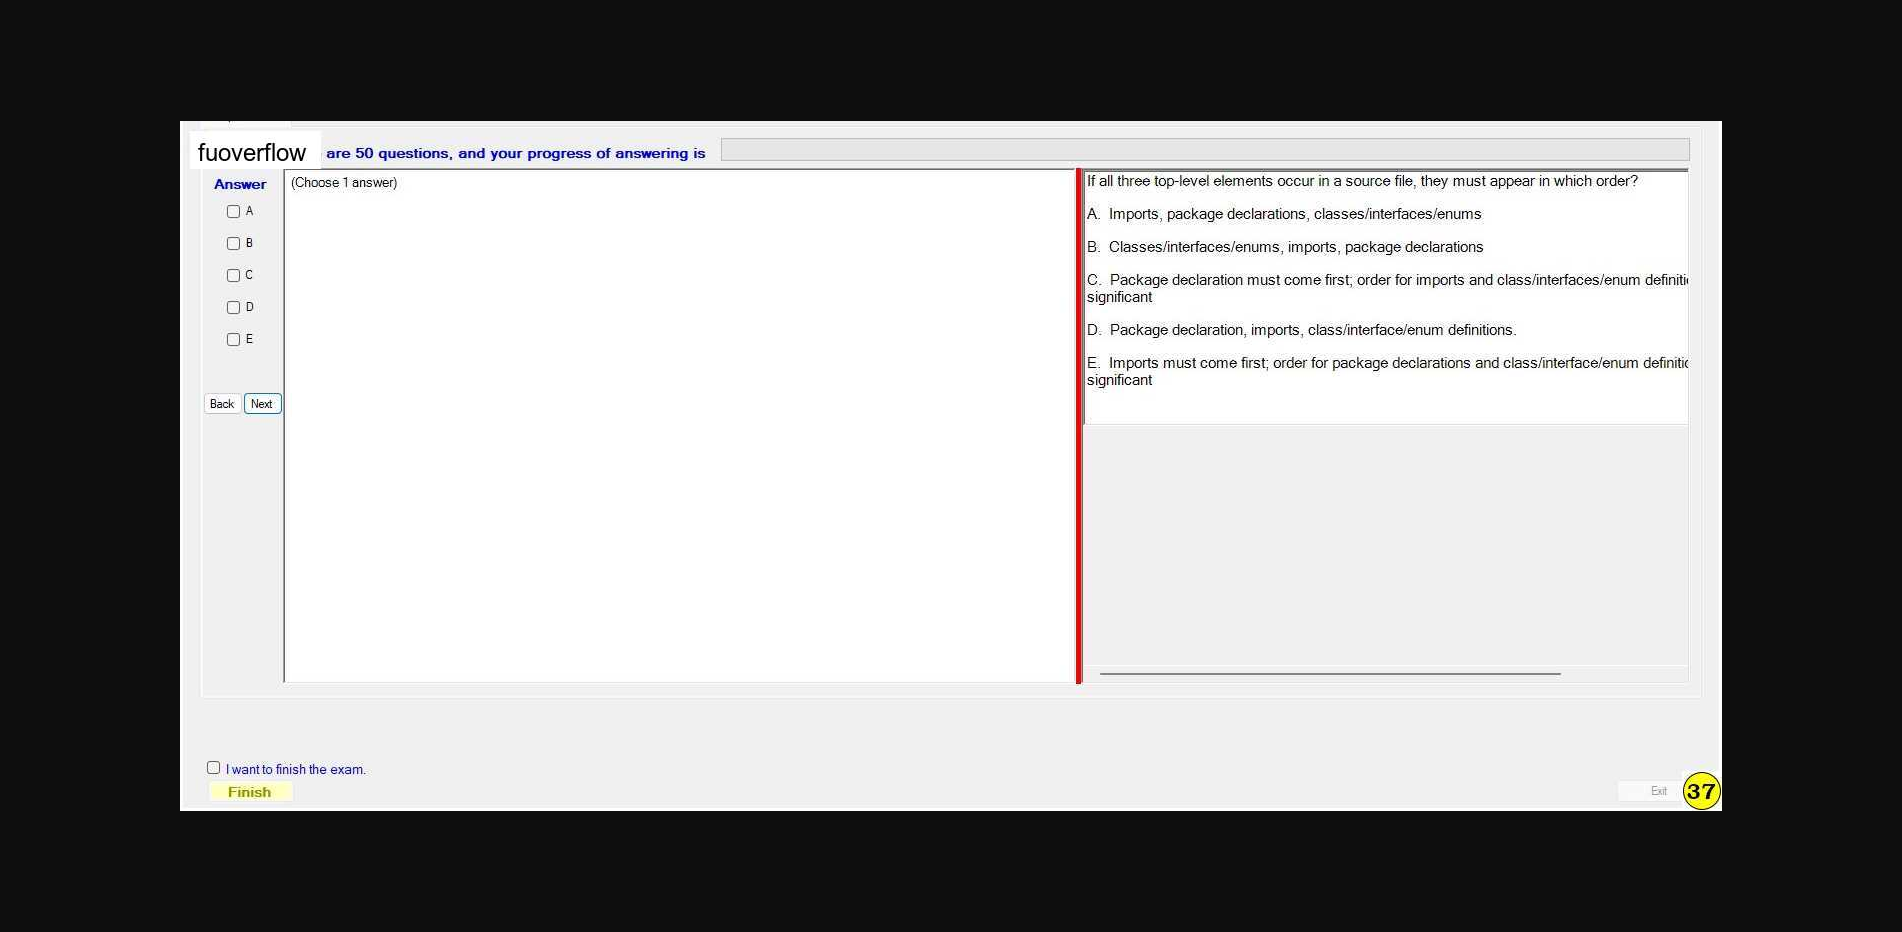 fuoverflow are 50 questions, and your progress of answering is
Answer
A
B
C
D
E
Back Next
(Choose 1 answer)
If all three top-level elements occur in a source file, they must appear in which order?
A. Imports, package declarations, classes/interfaces/enums
B. Classes/interfaces/enums, imports, package declarations
C. Package declaration must come first; order for imports and class/interfaces/enum
significant
D. Package declaration, imports, class/interface/enum definitions.
E. Imports must come first; order for package declarations and class/interface/enum
significant
I want to finish the exam.
Finish
Exit
37